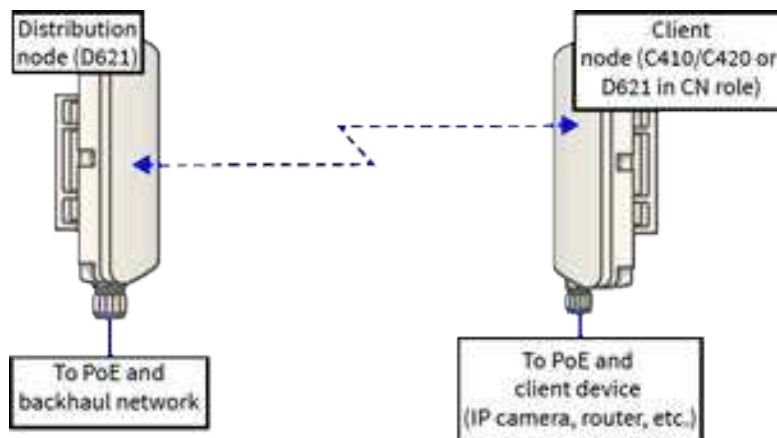 Distribution
node (D621)
Client
node (C410/C420 or
D621 in CN role)
To PoE and
backhaul network
To PoE and
client device
(IP camera, router, etc.)